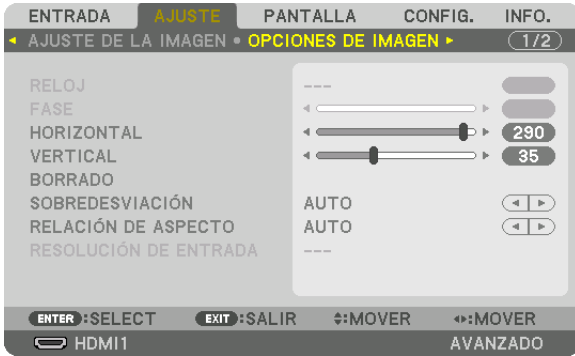 ENTRADA AJUSTE PANTALLA CONFIG. INFO.
AJUSTE DE LA IMAGEN • OPCIONES DE IMAGEN 1/2
RELOJ ---
FASE
HORIZONTAL 290
VERTICAL 35
BORRADO
SOBREDESVIACIÓN AUTO
RELACIÓN DE ASPECTO AUTO
RESOLUCIÓN DE ENTRADA ---
ENTER :SELECT EXIT :SALIR :MOVER :MOVER
HDMI1 AVANZADO